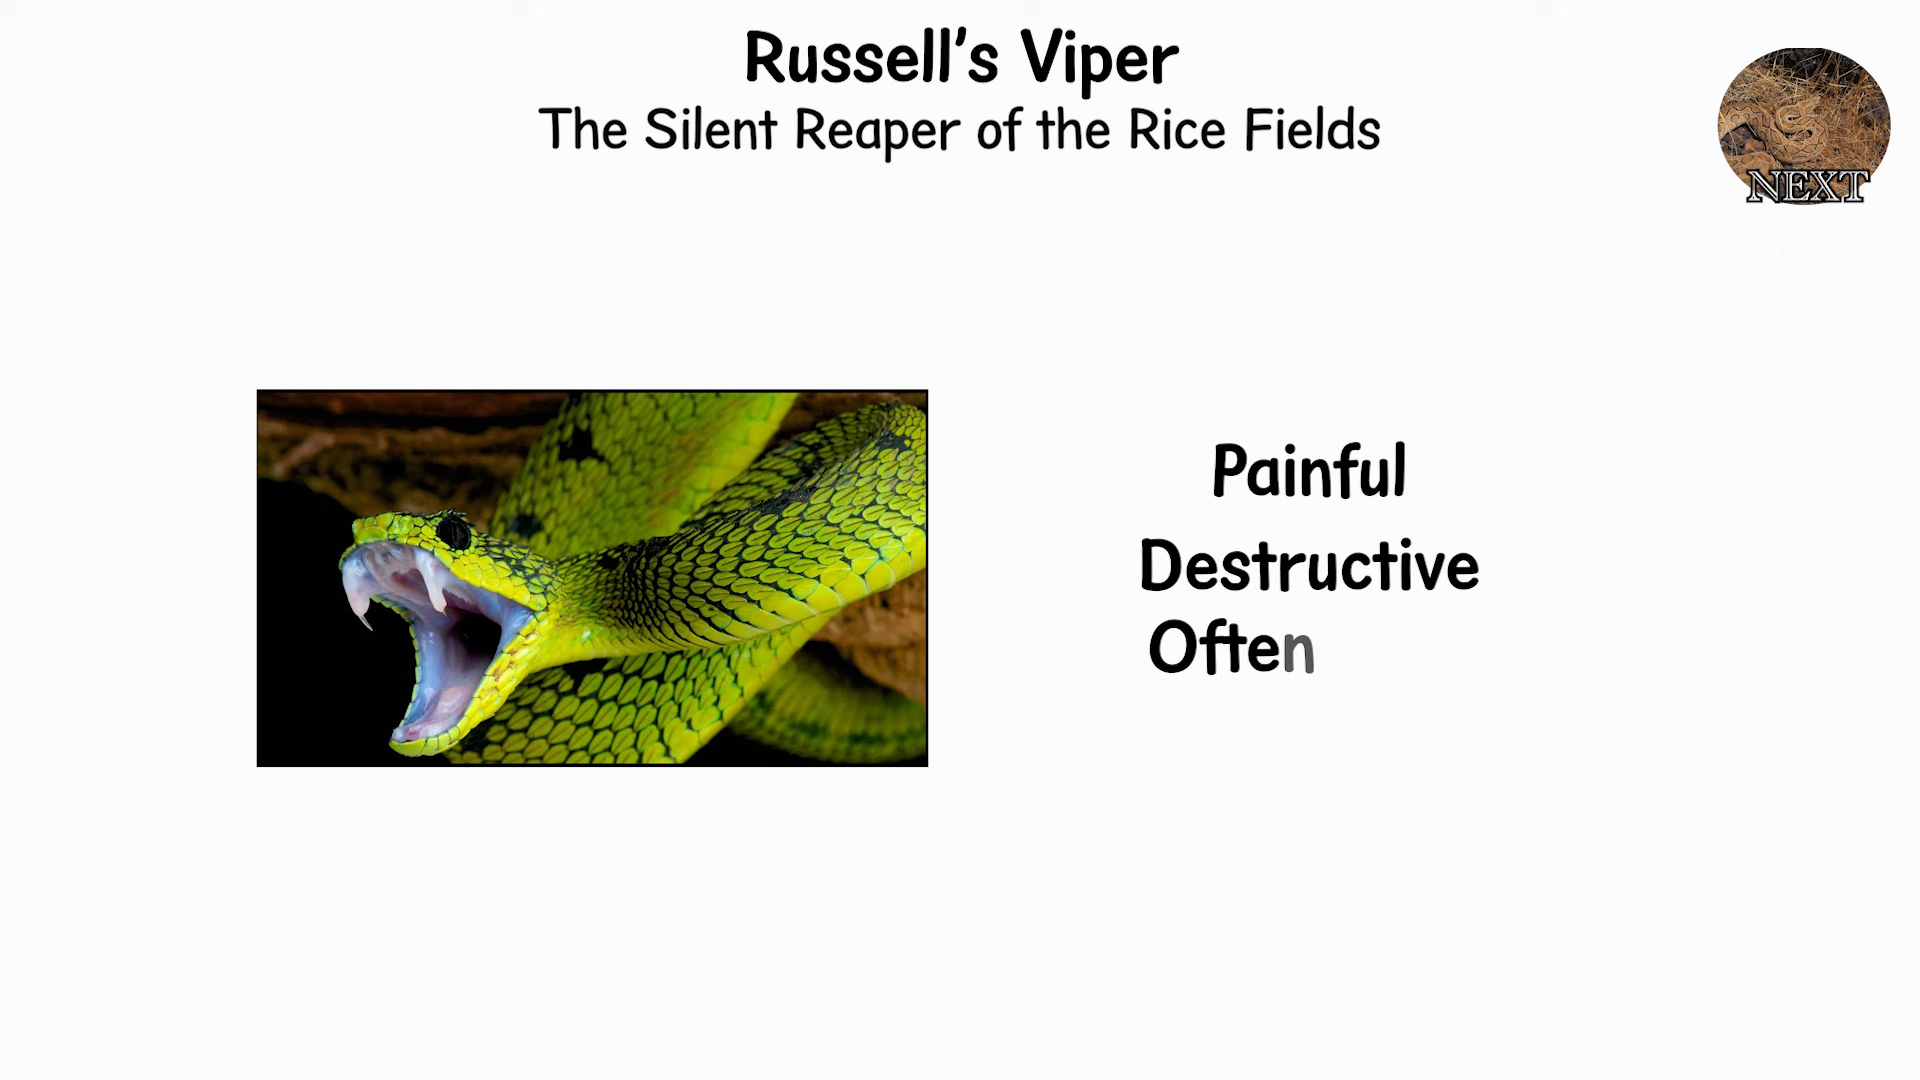 Russell's Viper
The Silent Reaper of the Rice Fields
NEXT
Painful
Destructive
Often